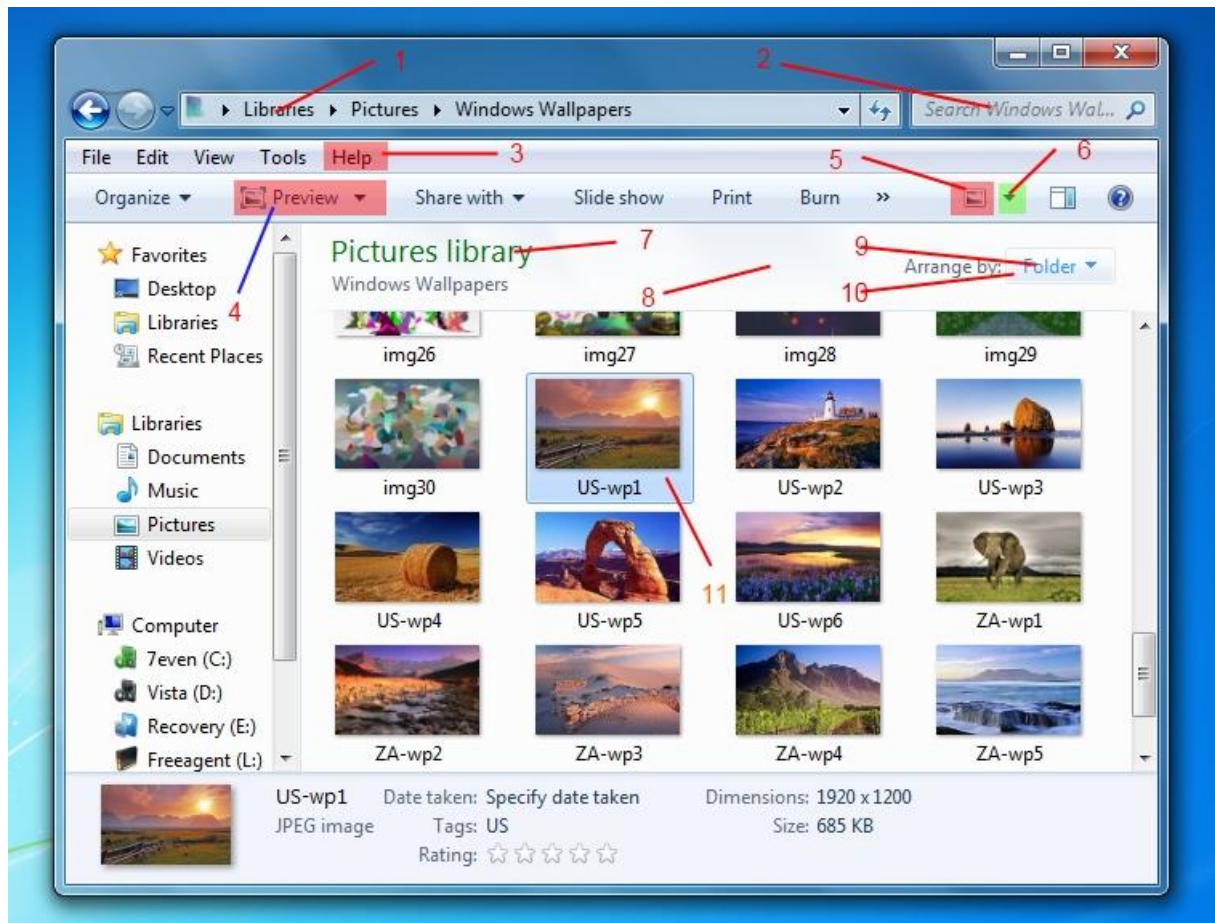 1
2
Libraries Pictures Windows Wallpapers
Search Windows Wal...
File Edit View Tools Help
3
5
6
Organize Preview Share with Slide show Print Burn »
4
Favorites
Desktop
Libraries
Recent Places
Libraries
Documents
Music
Pictures
Videos
Computer
7even (C:)
Vista (D:)
Recovery (E:)
Freeagent (L:)
Pictures library
7
Windows Wallpapers
8
9
Arrange by: Folder
10
img26 img27 img28 img29
img30 US-wp1 US-wp2 US-wp3
11
US-wp4 US-wp5 US-wp6 ZA-wp1
ZA-wp2 ZA-wp3 ZA-wp4 ZA-wp5
US-wp1 Date taken: Specify date taken Dimensions: 1920 x 1200
JPEG image Tags: US Size: 685 KB
Rating: